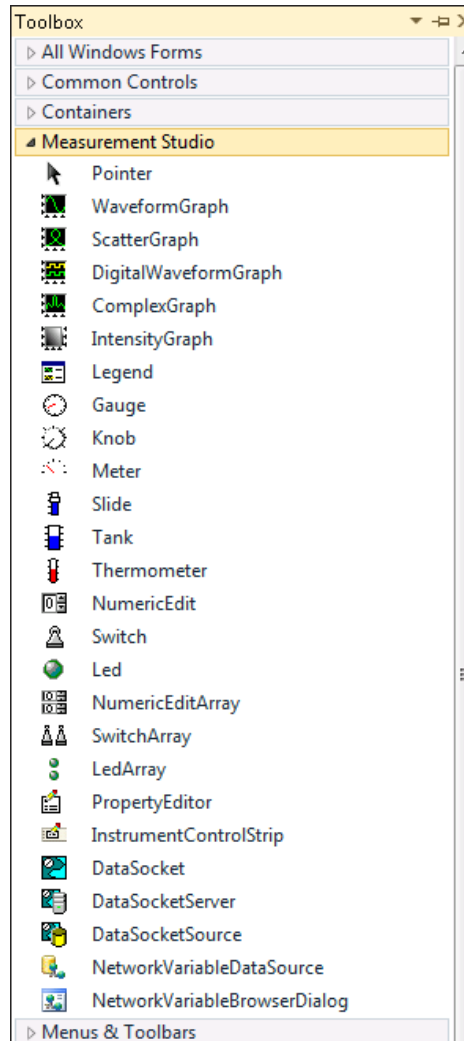 Toolbox
All Windows Forms
Common Controls
Containers
Measurement Studio
Pointer
WaveformGraph
ScatterGraph
DigitalWaveformGraph
ComplexGraph
IntensityGraph
Legend
Gauge
Knob
Meter
Slide
Tank
Thermometer
NumericEdit
Switch
Led
NumericEditArray
SwitchArray
LedArray
PropertyEditor
InstrumentControlStrip
DataSocket
DataSocketServer
DataSocketSource
NetworkVariableDataSource
NetworkVariableBrowserDialog
Menus & Toolbars